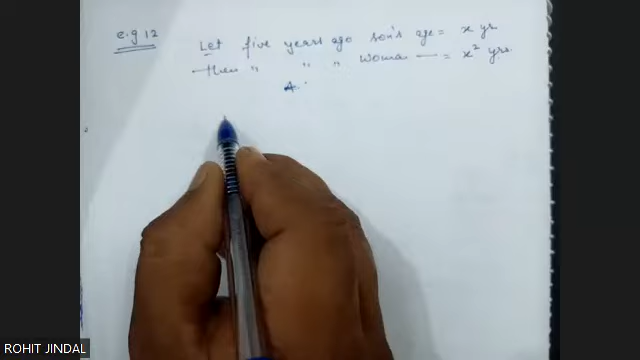 e.g 12
Let five years ago son's age = x yr.
then " " " woman — = x² yrs.
ROHIT JINDAL